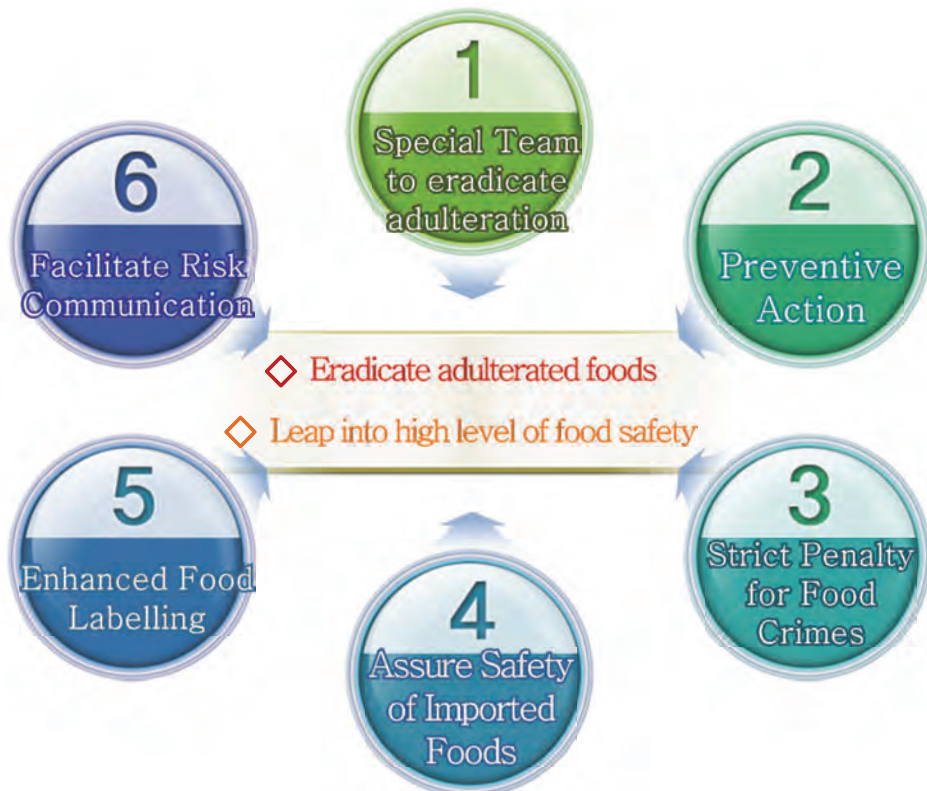 1
Special Team
to eradicate
adulteration
2
Preventive
Action
3
Strict Penalty
for Food
Crimes
4
Assure Safety
of Imported
Foods
5
Enhanced Food
Labelling
6
Facilitate Risk
Communication
◇ Eradicate adulterated foods
◇ Leap into high level of food safety